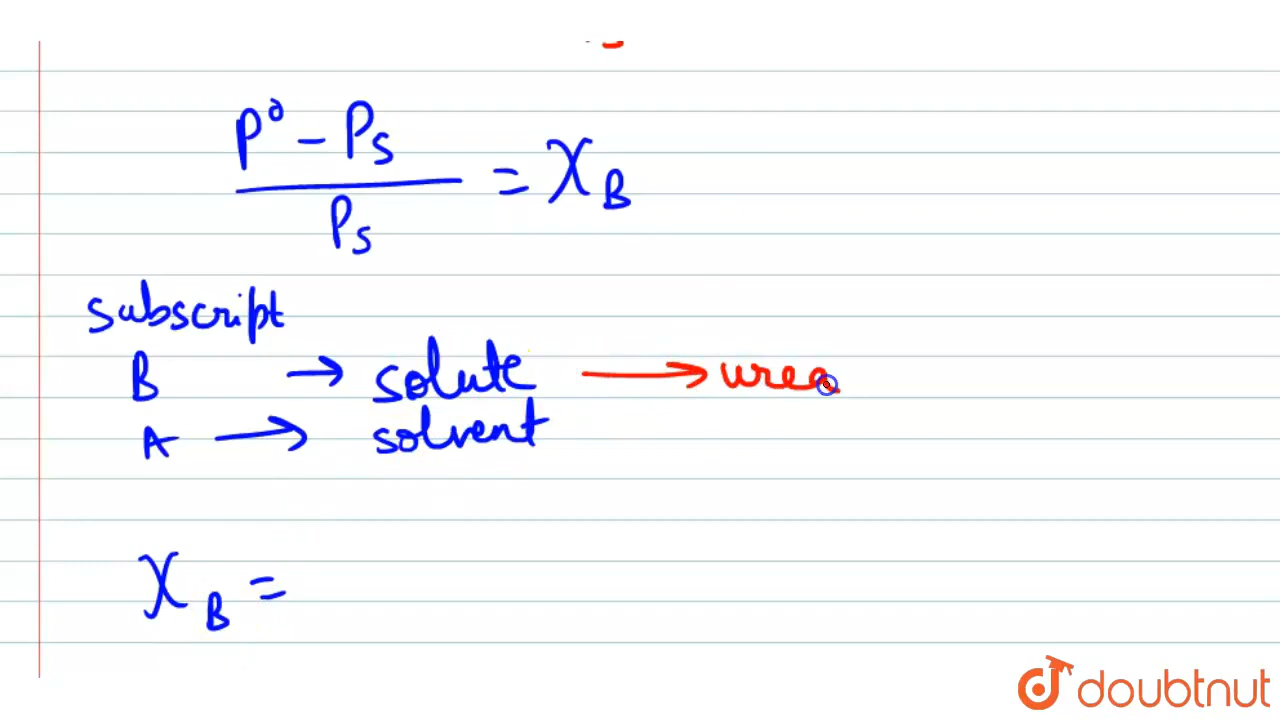 P° - Ps
Ps
= XB
subscript
B → solute → urea
A → solvent
XB =
doubtnut